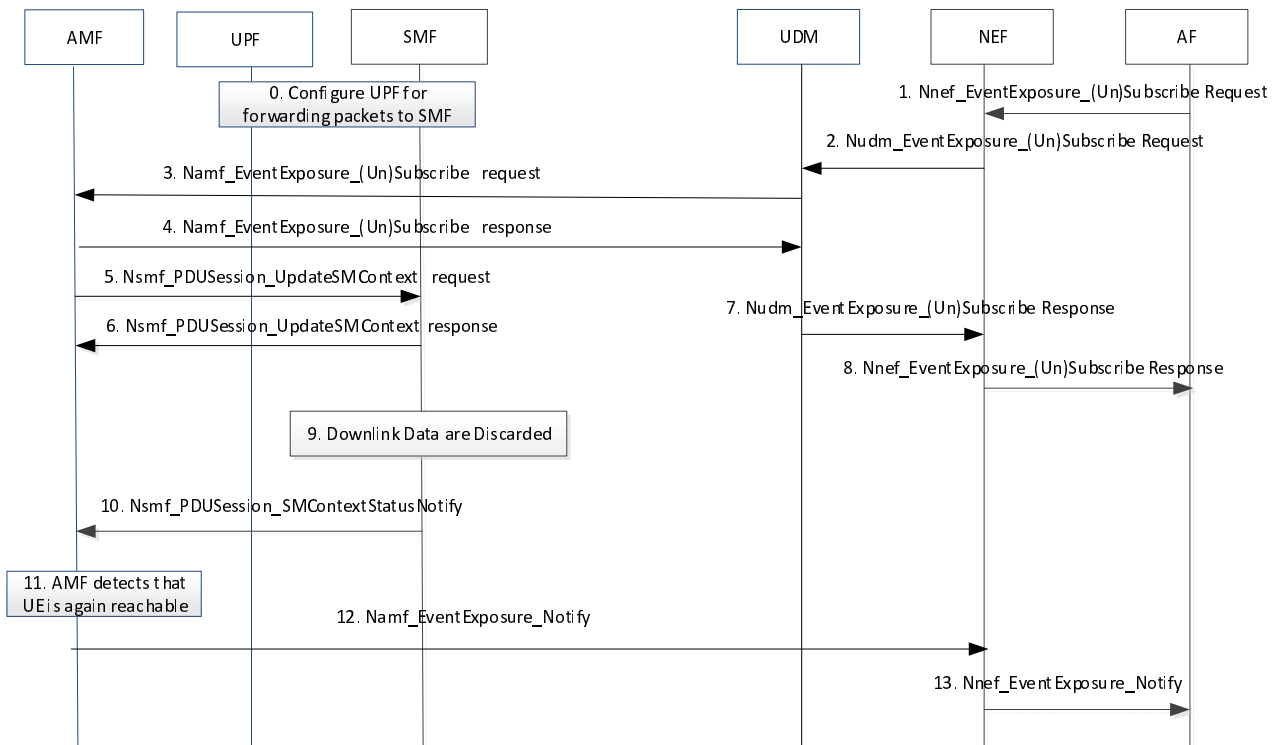 AMF
UPF
SMF
UDM
NEF
AF
0. Configure UPF for
forwarding packets to SMF
1. Nnef_EventExposure_(Un)Subscribe Request
2. Nudm_EventExposure_(Un)Subscribe Request
3. Namf_EventExposure_(Un)Subscribe request
4. Namf_EventExposure_(Un)Subscribe response
5. Nsmf_PDUSession_UpdateSMContext request
6. Nsmf_PDUSession_UpdateSMContext response
7. Nudm_EventExposure_(Un)Subscribe Response
8. Nnef_EventExposure_(Un)Subscribe Response
9. Downlink Data are Discarded
10. Nsmf_PDUSession_SMContextStatusNotify
11. AMF detects that
UE is again reachable
12. Namf_EventExposure_Notify
13. Nnef_EventExposure_Notify